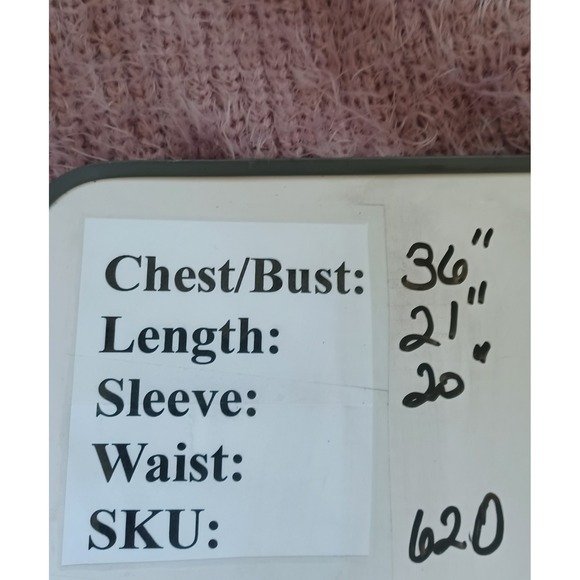 Chest/Bust: 36"
Length: 21"
Sleeve: 20"
Waist:
SKU: 620